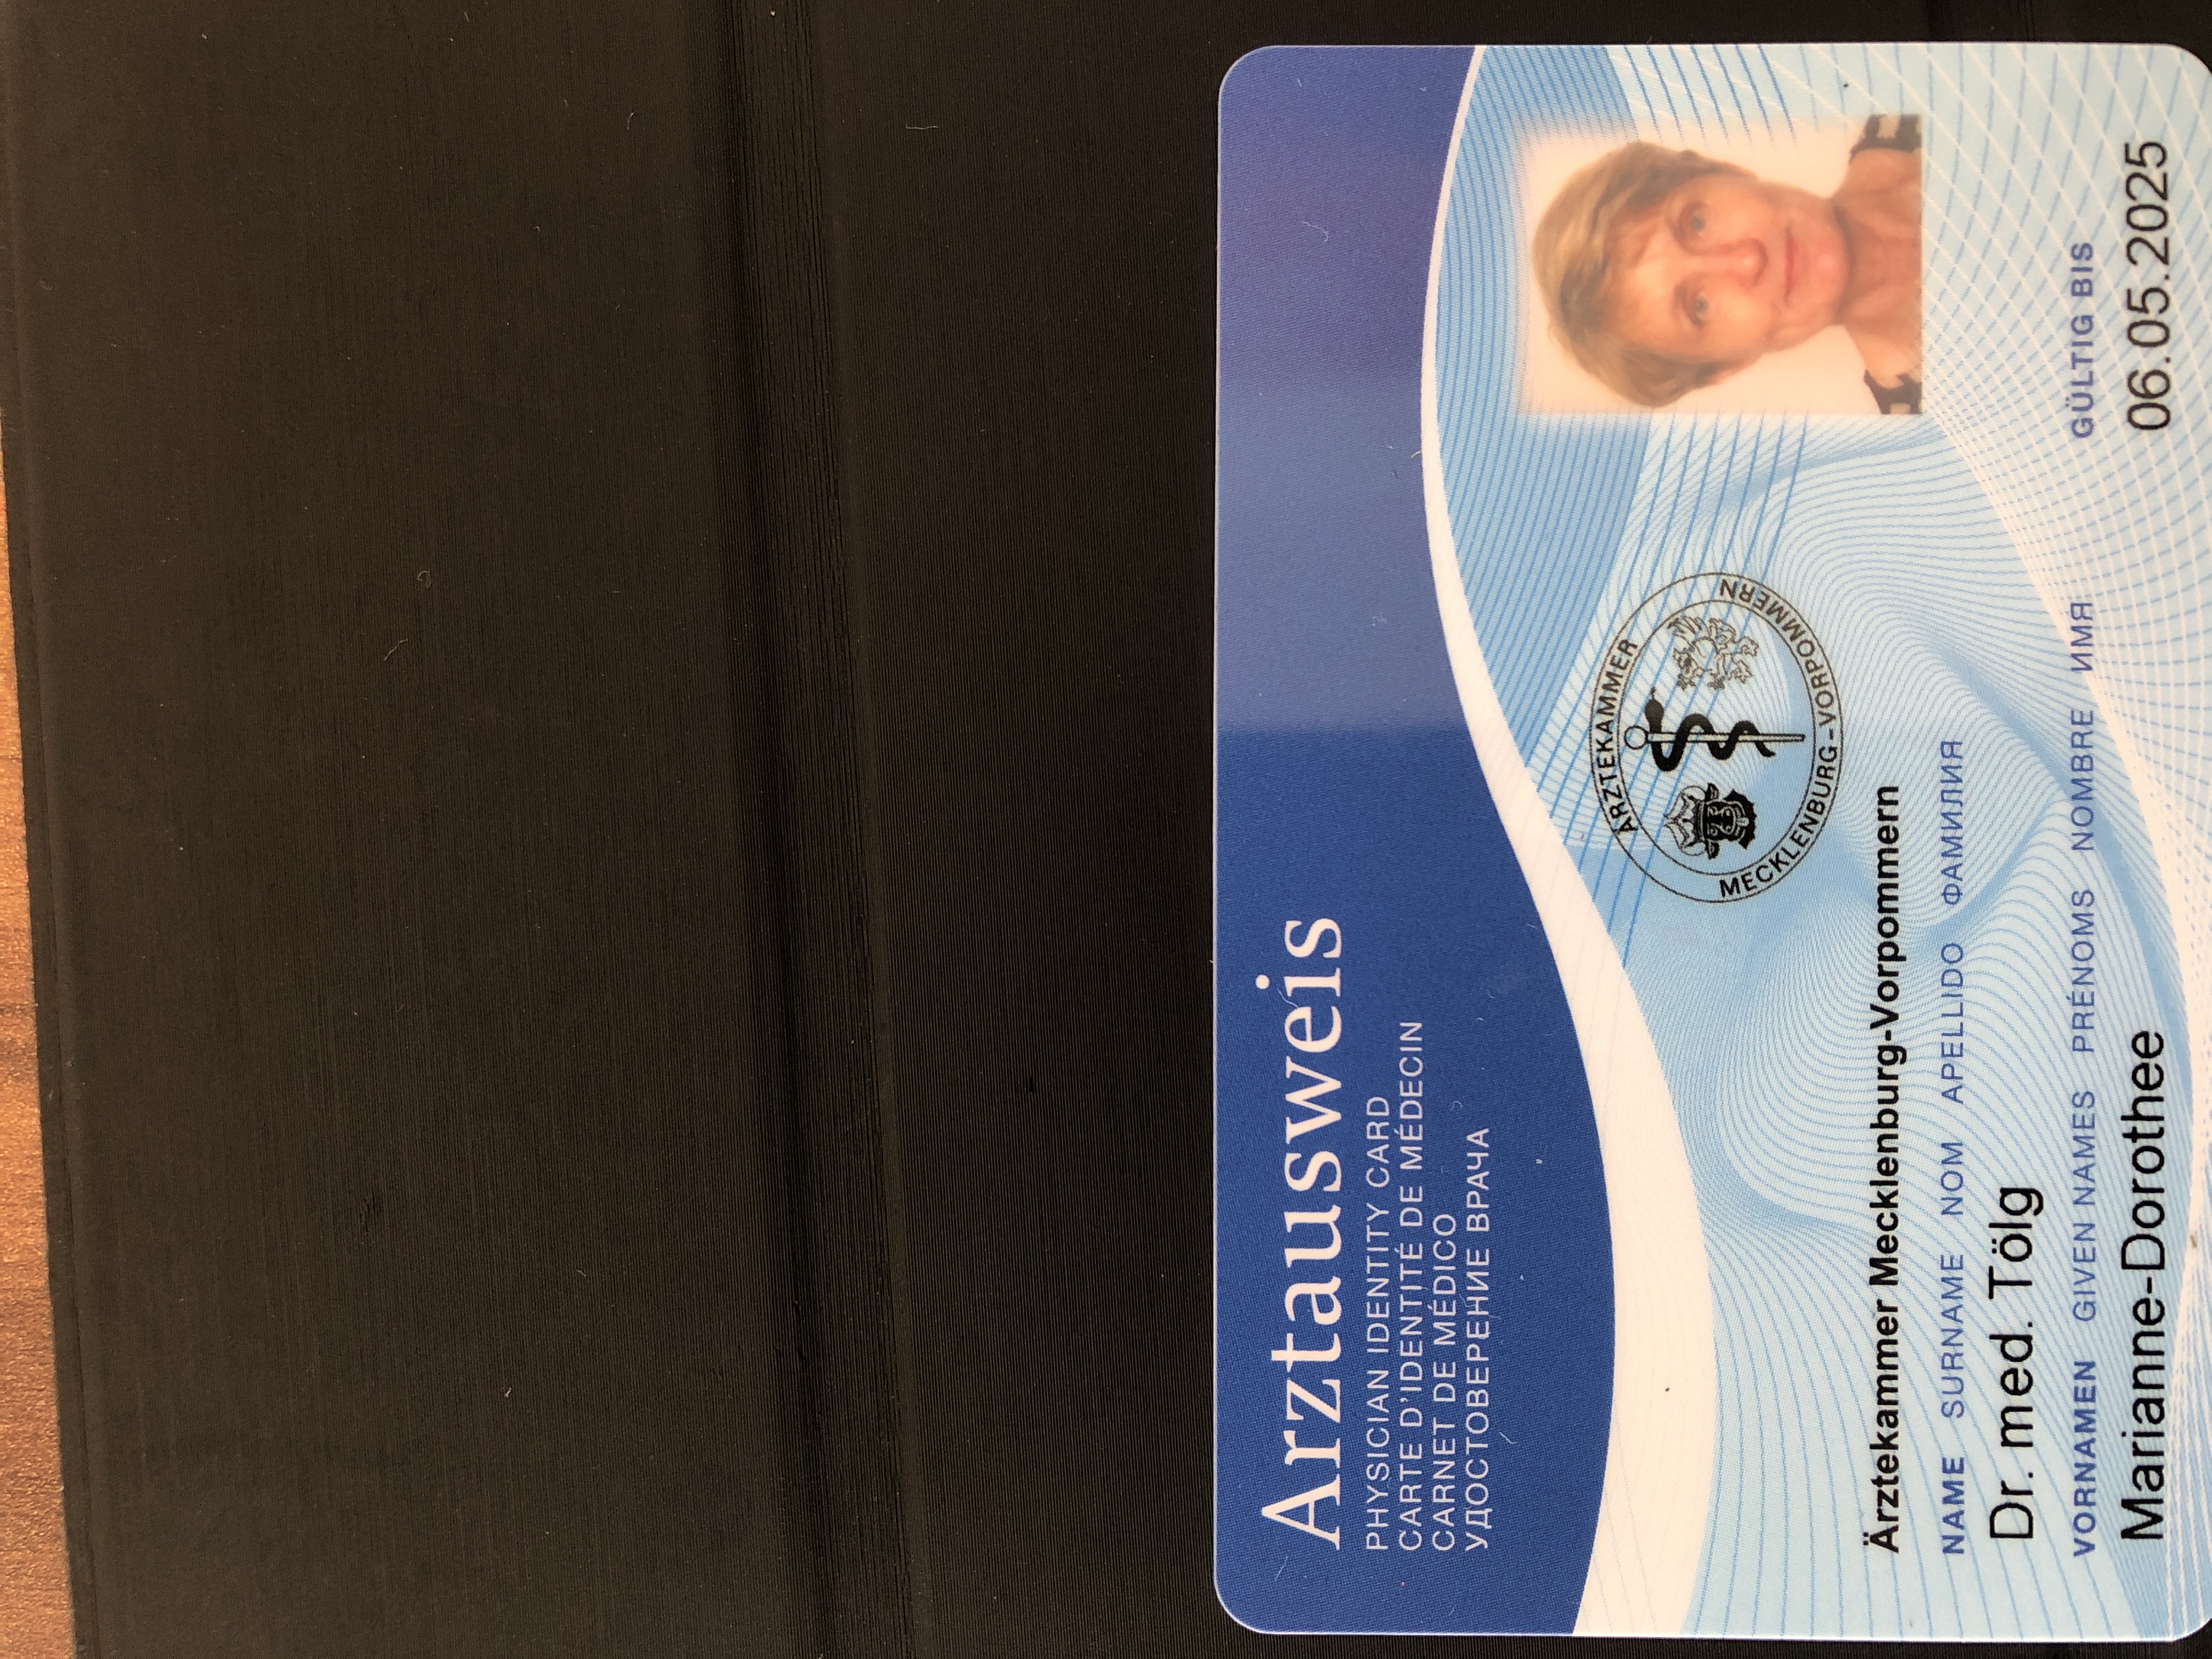 Arztausweis
PHYSICIAN IDENTITY CARD
CARTE D'IDENTITÉ DE MÉDECIN
CARNET DE MÉDICO
УДОСТОВЕРЕНИЕ ВРАЧА
ÄRZTEKAMMER
MECKLENBURG-VORPOMMERN
Ärztekammer Mecklenburg-Vorpommern
NAME SURNAME NOM APELLIDO ФАМИЛИЯ
Dr. med. Tölg
VORNAMEN GIVEN NAMES PRÉNOMS NOMBRE ИМЯ GÜLTIG BIS
Marianne-Dorothee 06.05.2025